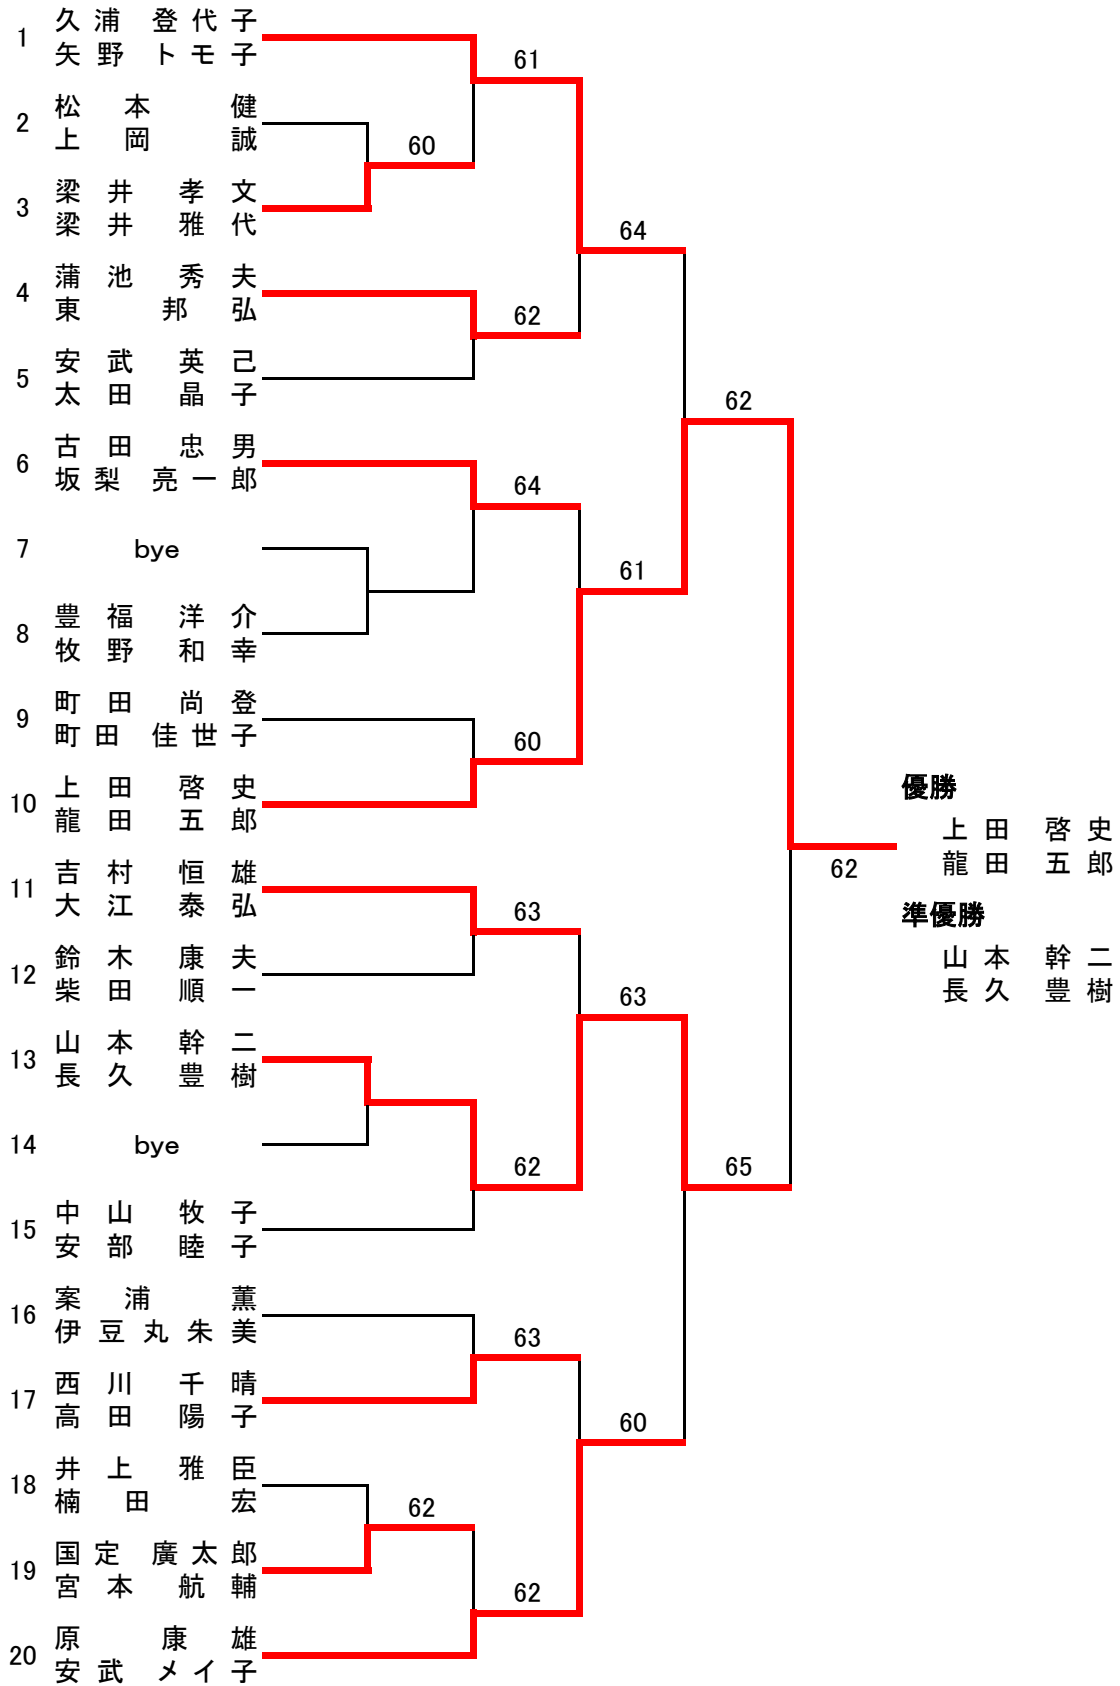 1 久浦 登代子
矢野 トモ子
61
2 松本 健
上岡 誠
60
3 梁井 孝文
梁井 雅代
64
4 蒲池 秀夫
東 邦弘
62
5 安武 英己
太田 晶子
62
6 古田 忠男
坂梨 亮一郎
64
7 bye
61
8 豊福 洋介
牧野 和幸
9 町田 尚登
町田 佳世子
60
10 上田 啓史
龍田 五郎
優勝
上田 啓史
龍田 五郎
62
11 吉村 恒雄
大江 泰弘
63
準優勝
山本 幹二
長久 豊樹
12 鈴木 康夫
柴田 順一
63
13 山本 幹二
長久 豊樹
14 bye
62
65
15 中山 牧子
安部 睦子
16 案浦 薫
伊豆丸 朱美
63
17 西川 千晴
高田 陽子
60
18 井上 雅臣
楠田 宏
62
19 国定 廣太郎
宮本 航輔
62
20 原 康雄
安武 メイ子